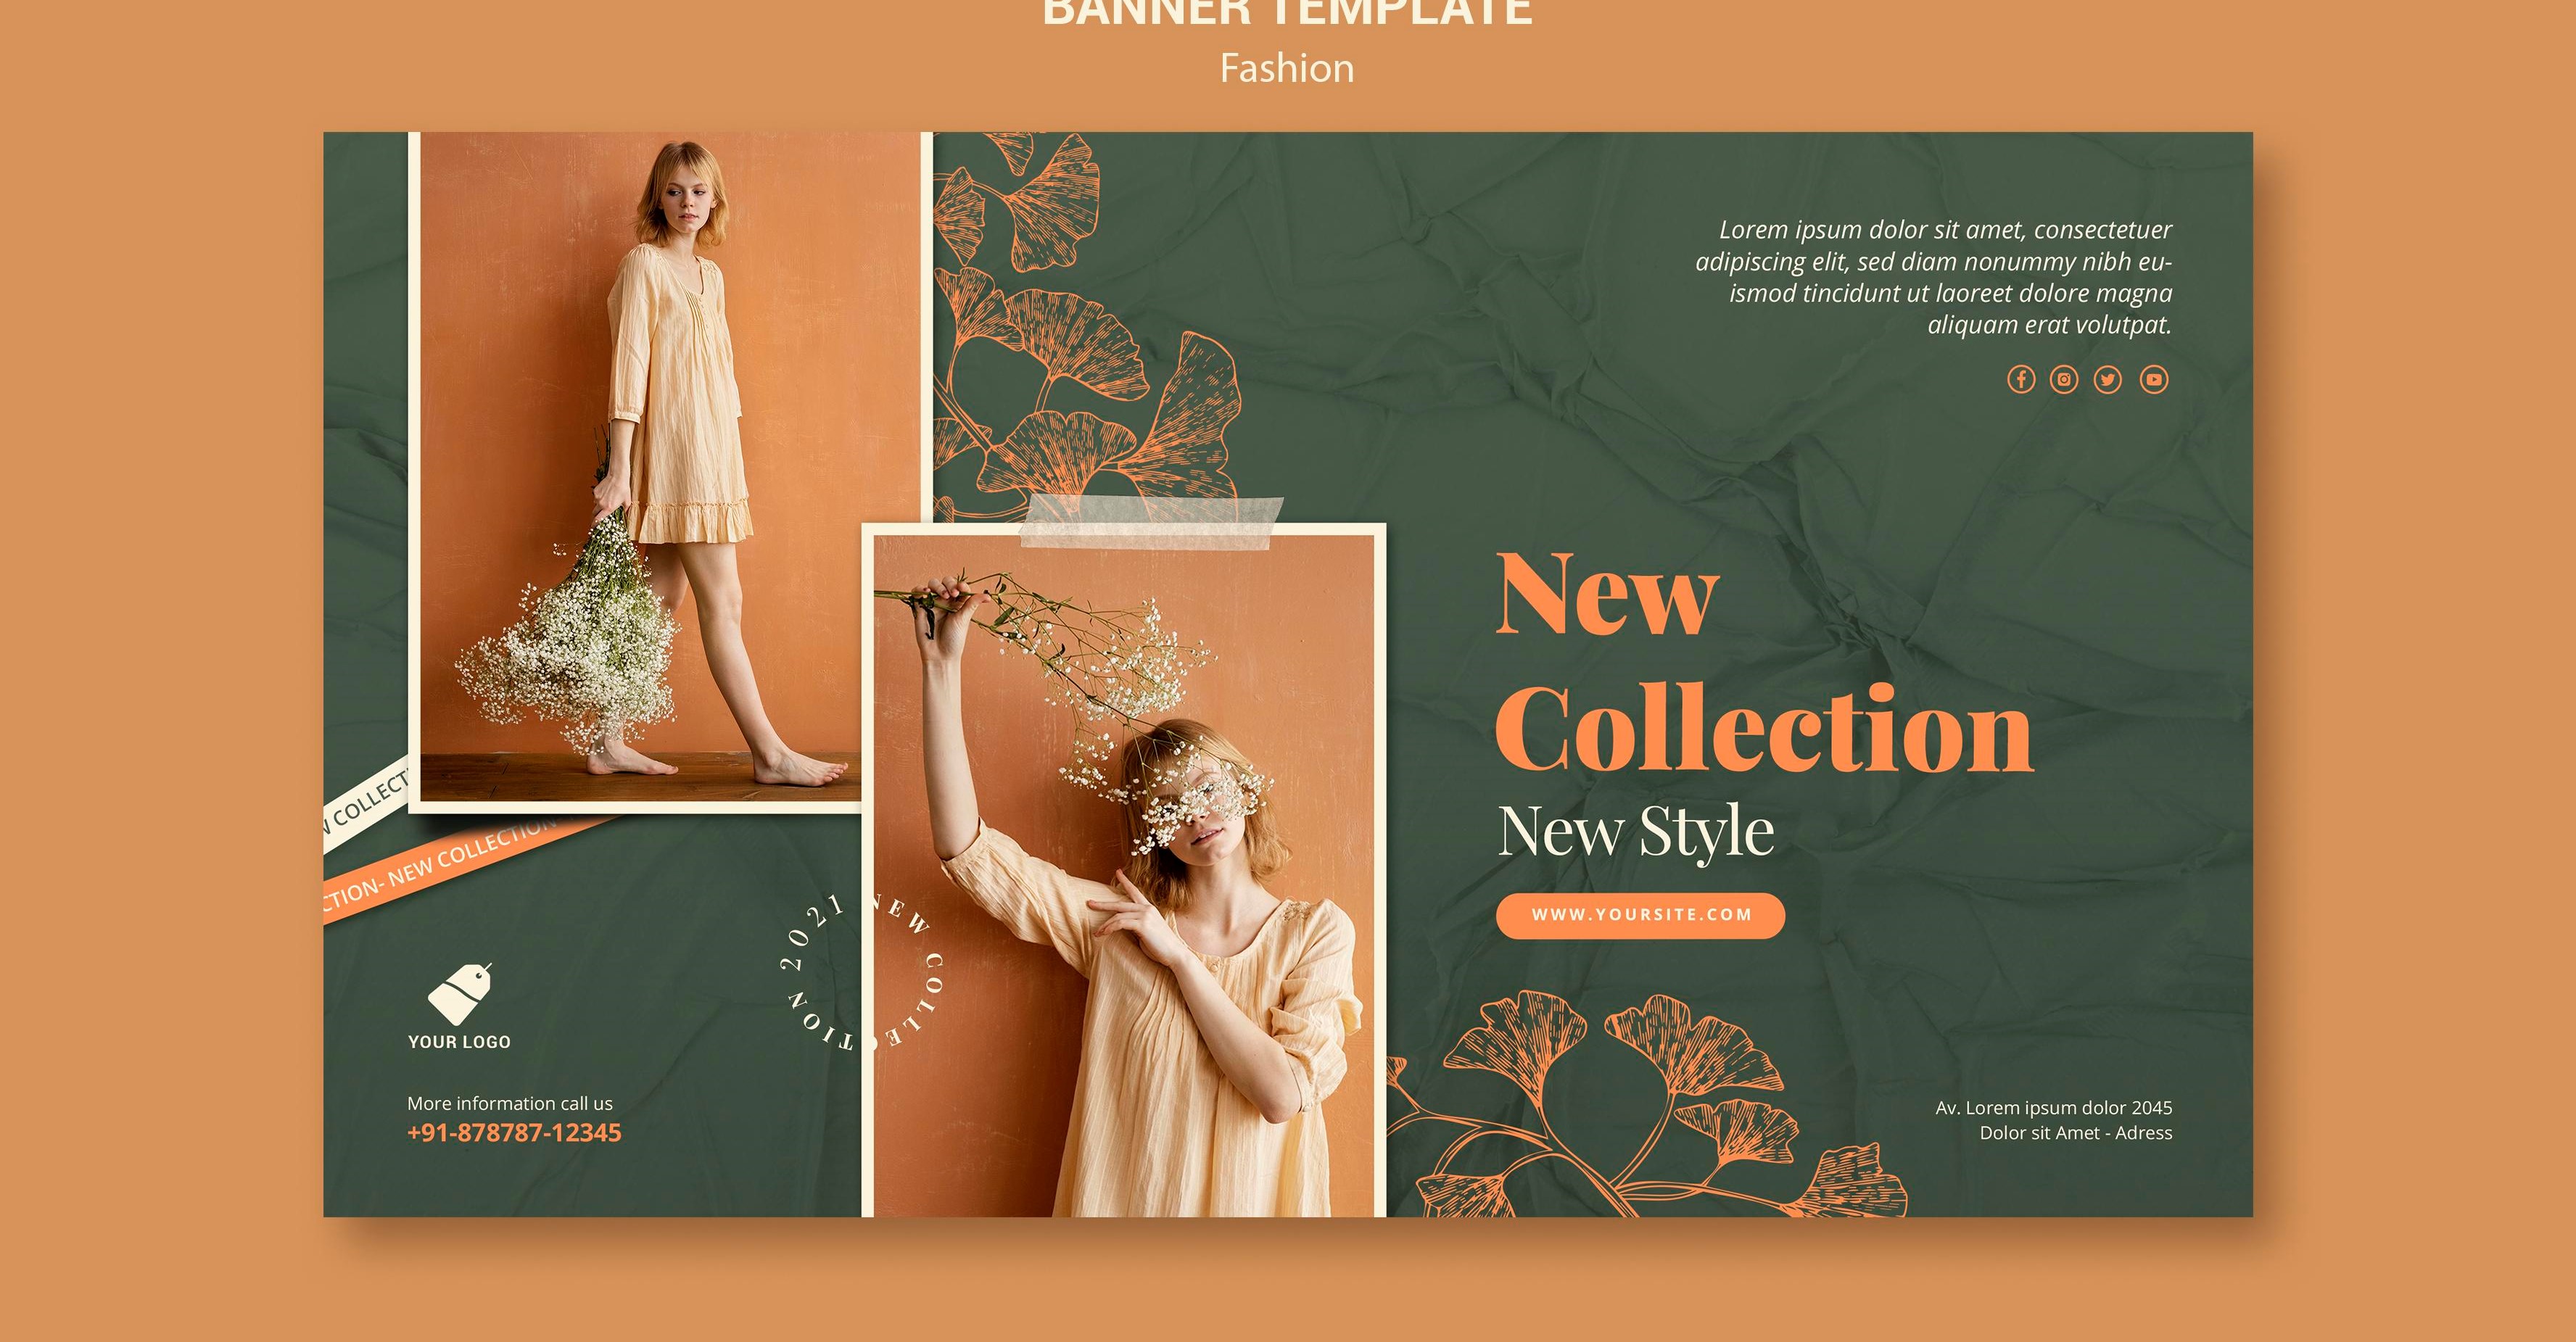 BANNER TEMPLATE
Fashion
Lorem ipsum dolor sit amet, consectetuer
adipiscing elit, sed diam nonummy nibh eu-
ismod tincidunt ut laoreet dolore magna
aliquam erat volutpat.
New
Collection
New Style
WWW.YOURSITE.COM
COLLECT
CTION- NEW COLLECTION
2021 NEW COLLECTION
YOUR LOGO
More information call us
+91-878787-12345
Av. Lorem ipsum dolor 2045
Dolor sit Amet - Adress